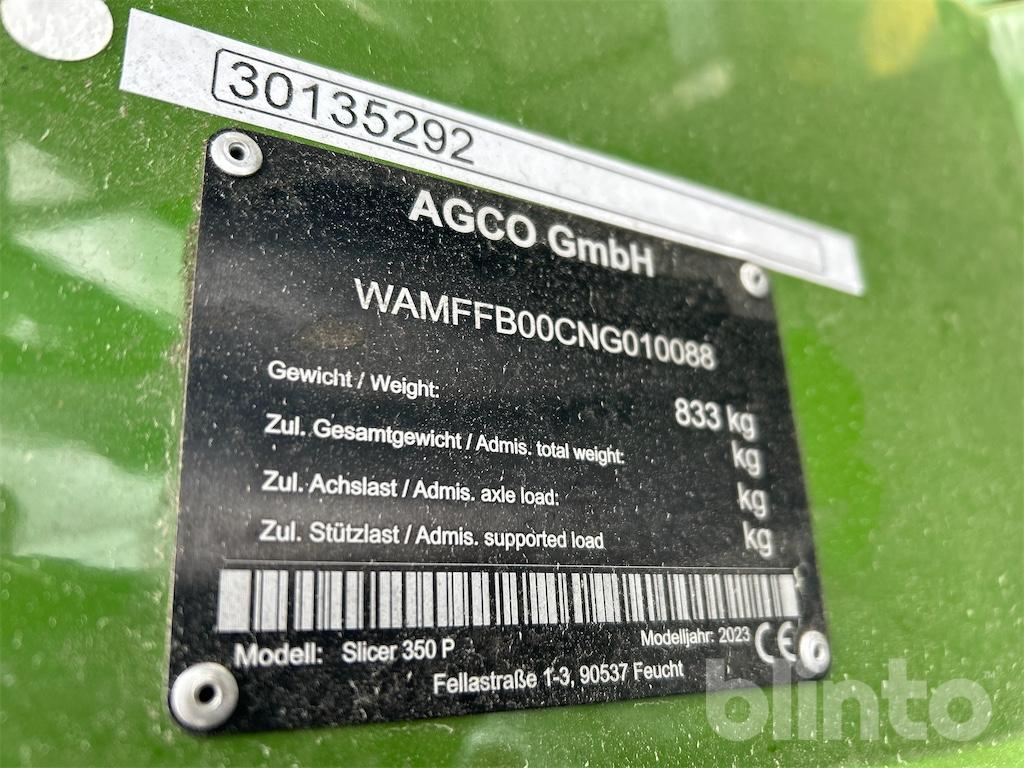 30135292
AGCO GmbH
WAMFFB00CNG010088
Gewicht / Weight: 833 kg
Zul. Gesamtgewicht / Admis. total weight: kg
Zul. Achslast / Admis. axle load: kg
Zul. Stützlast / Admis. supported load kg
Modell: Slicer 350 P Modelljahr: 2023 CE
Fellastraße 1-3, 90537 Feucht
blinto